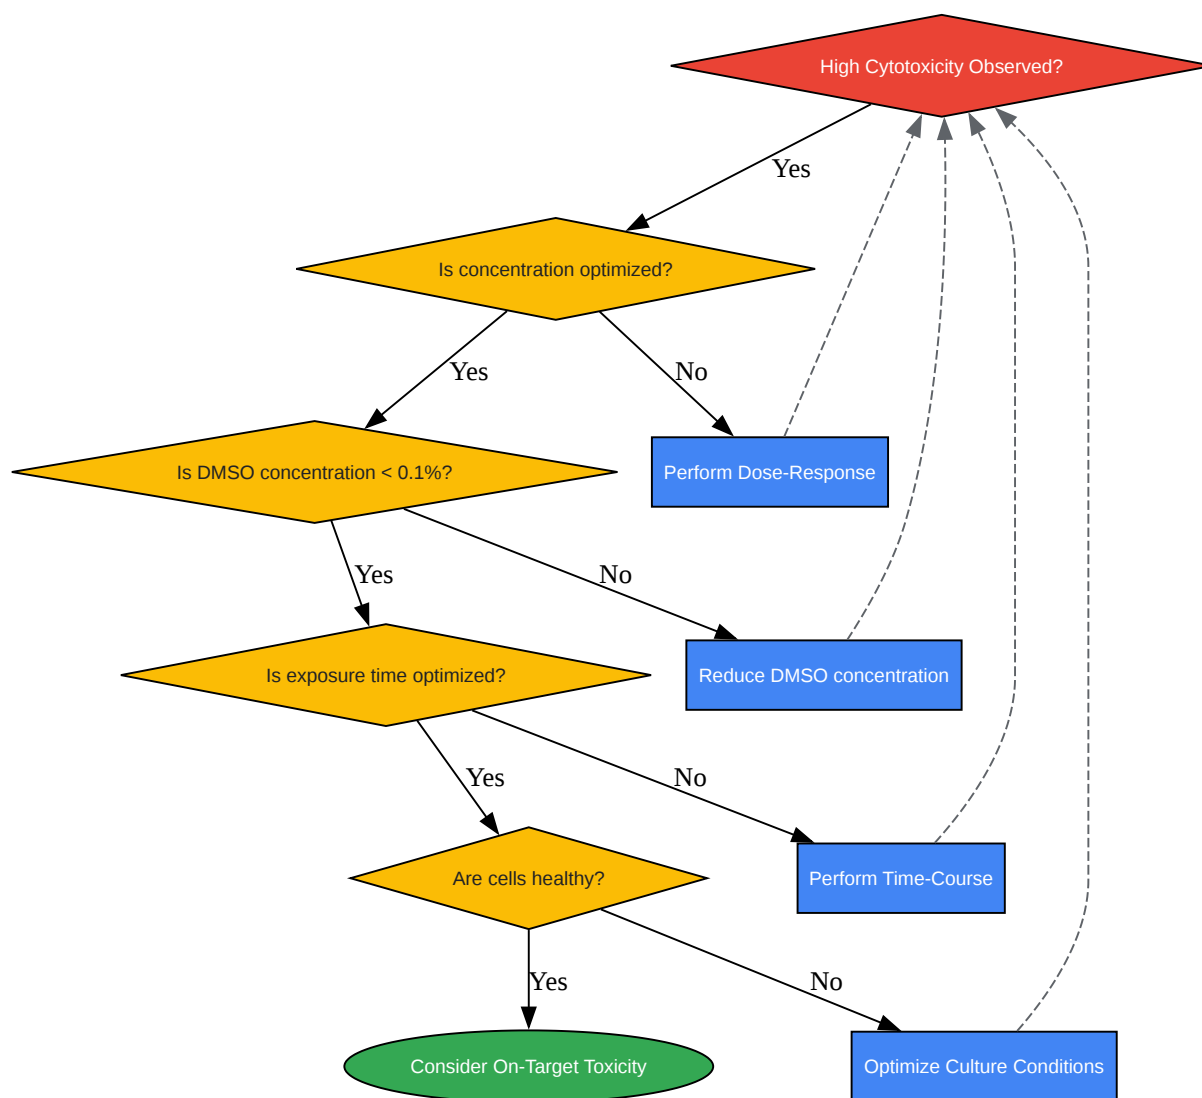 High Cytotoxicity Observed?
Yes
Is concentration optimized?
Yes
No
Is DMSO concentration < 0.1%?
Perform Dose-Response
Yes
No
Is exposure time optimized?
Reduce DMSO concentration
Yes
No
Are cells healthy?
Perform Time-Course
Yes
No
Consider On-Target Toxicity
Optimize Culture Conditions